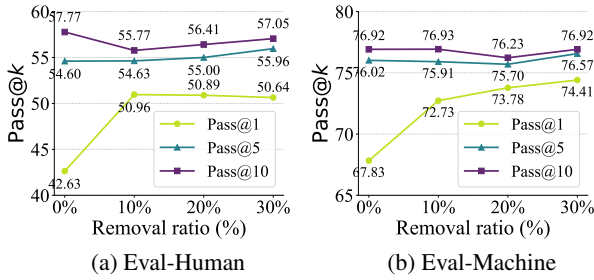 60
55
50
45
40
Pass@k
57.77
55.77
56.41
57.05
54.60
54.63
55.00
55.96
50.96
50.89
50.64
42.63
Pass@1
Pass@5
Pass@10
0% 10% 20% 30%
Removal ratio (%)
(a) Eval-Human
80
75
70
65
Pass@k
76.92
76.93
76.23
76.92
76.02
75.91
75.70
76.57
67.83
72.73
73.78
74.41
Pass@1
Pass@5
Pass@10
0% 10% 20% 30%
Removal ratio (%)
(b) Eval-Machine